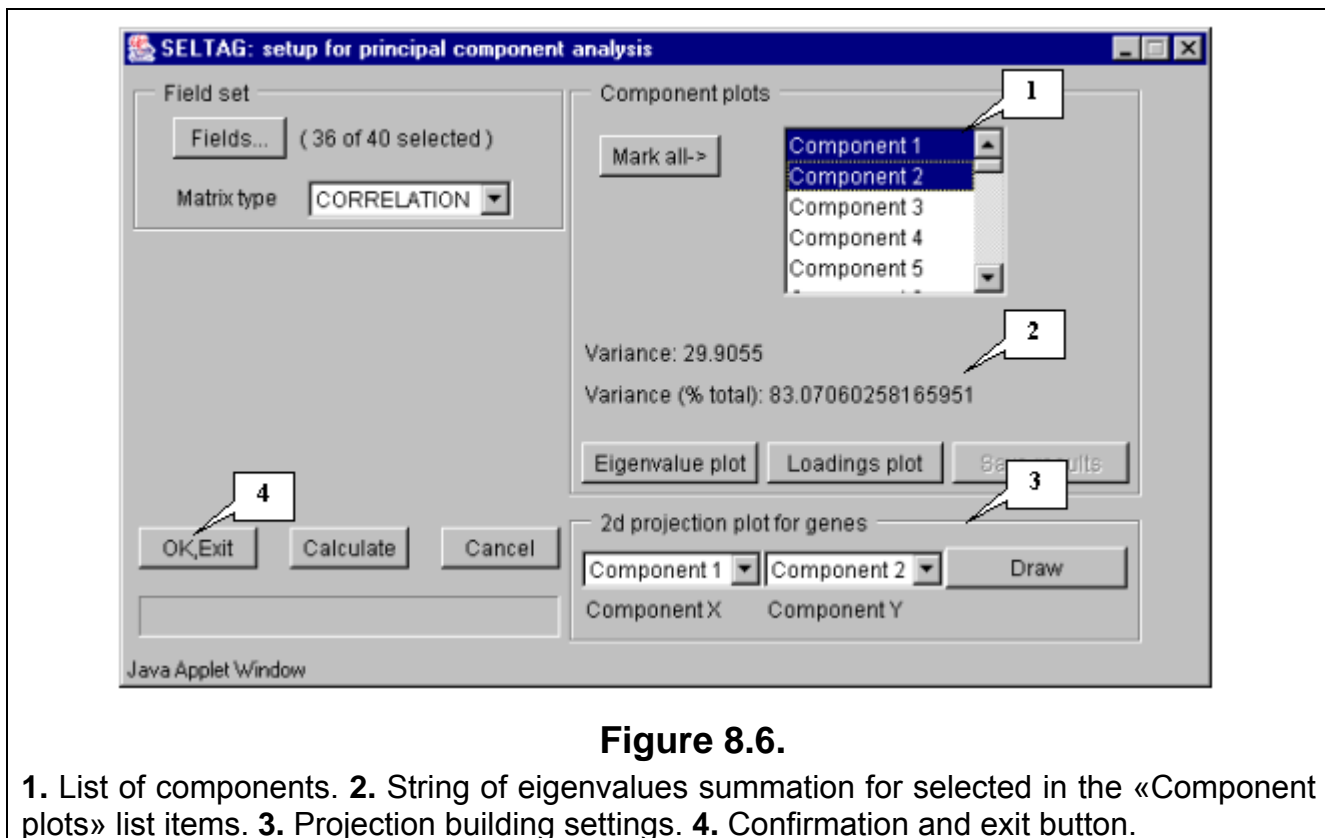 SELTAG: setup for principal component analysis
Field set
Fields... ( 36 of 40 selected )
Matrix type CORRELATION
Component plots
1
Mark all->
Component 1
Component 2
Component 3
Component 4
Component 5
2
Variance: 29.9055
Variance (% total): 83.07060258165951
Eigenvalue plot Loadings plot
3
4
OK,Exit Calculate Cancel
2d projection plot for genes
Component 1 Component 2 Draw
Component X Component Y
Java Applet Window
Figure 8.6.
1. List of components. 2. String of eigenvalues summation for selected in the «Component
plots» list items. 3. Projection building settings. 4. Confirmation and exit button.